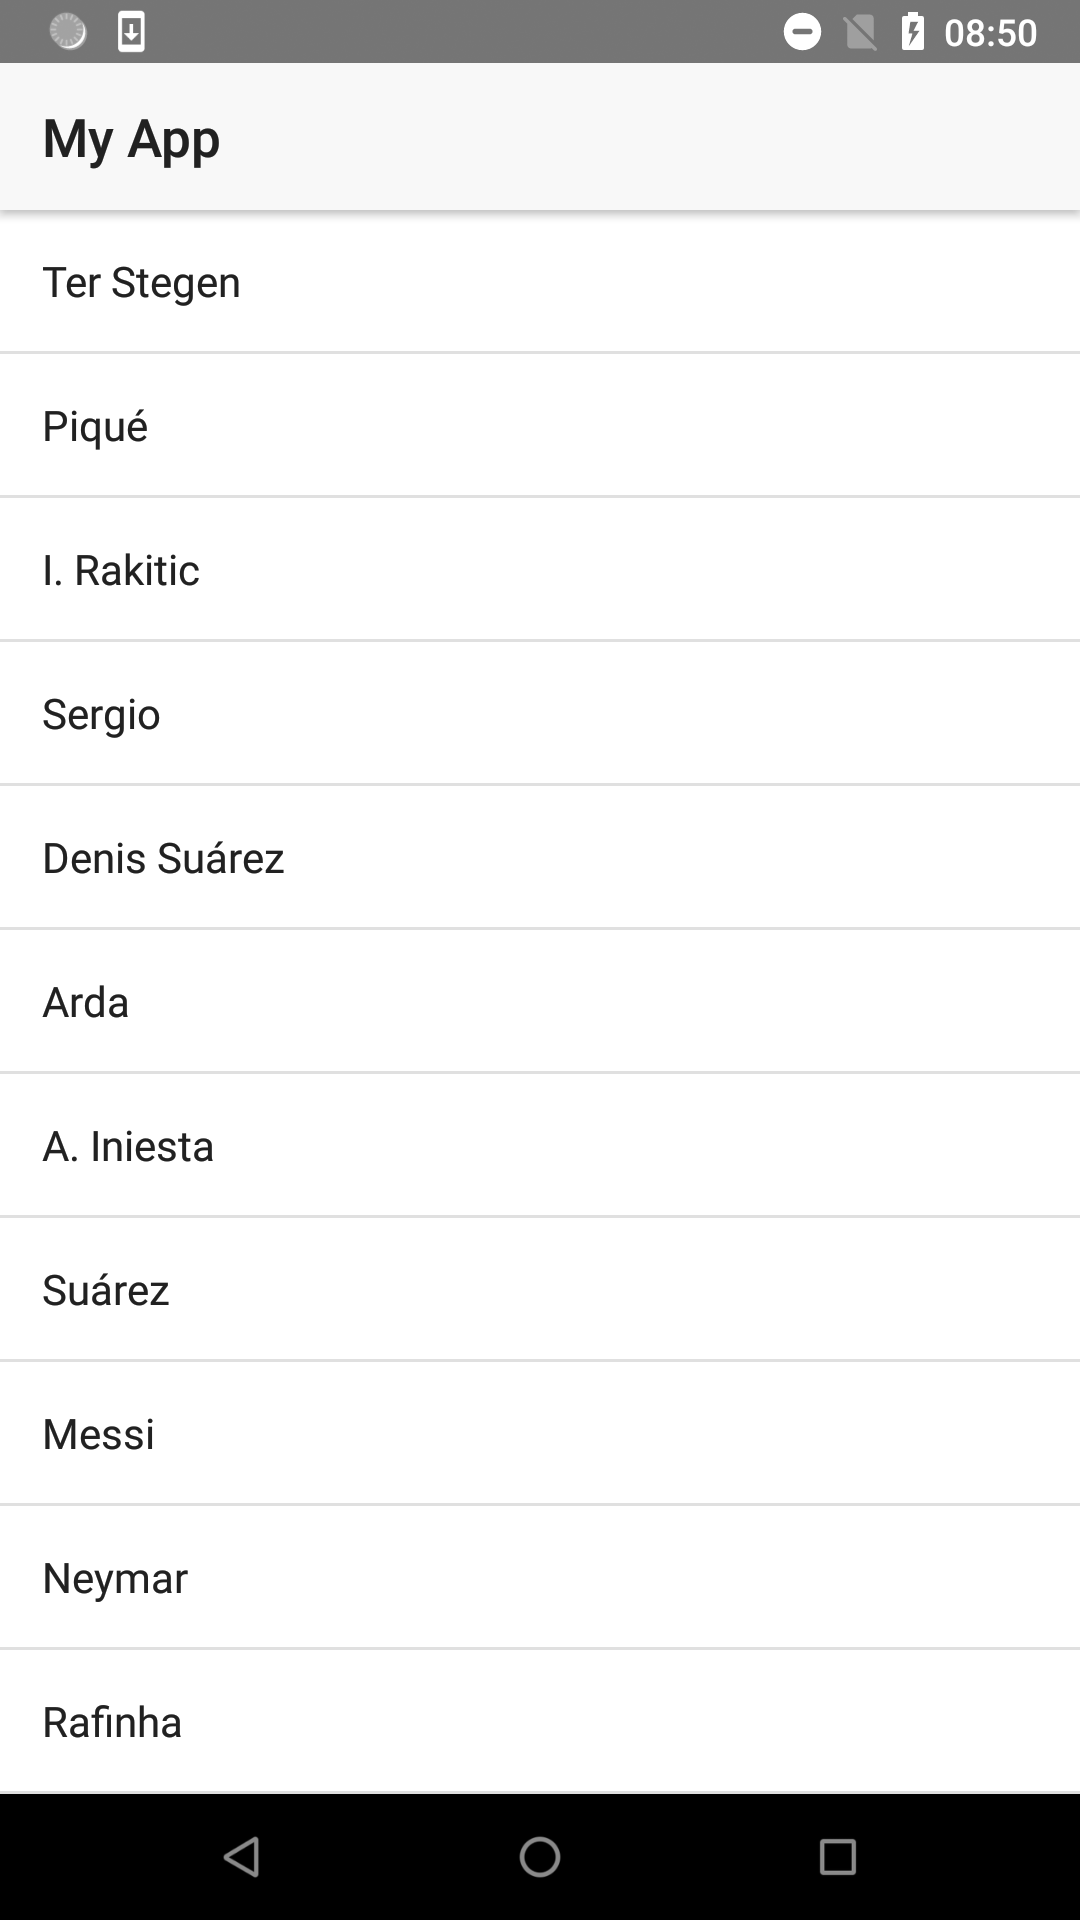 08:50
My App
Ter Stegen
Piqué
I. Rakitic
Sergio
Denis Suárez
Arda
A. Iniesta
Suárez
Messi
Neymar
Rafinha